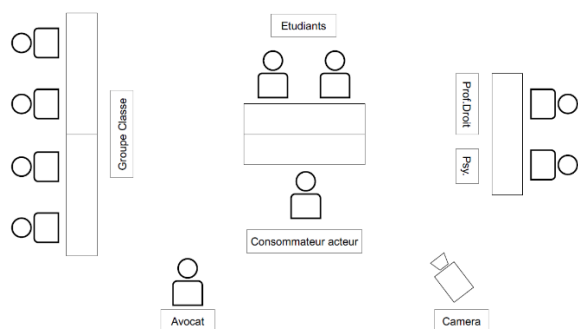 Etudiants
Groupe Classe
Prof.Droit
Psy.
Consommateur acteur
Avocat
Camera